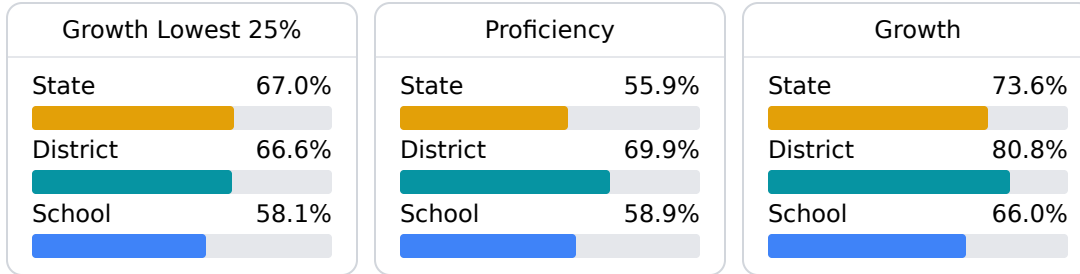 Growth Lowest 25%
State 67.0%
District 66.6%
School 58.1%
Proficiency
State 55.9%
District 69.9%
School 58.9%
Growth
State 73.6%
District 80.8%
School 66.0%